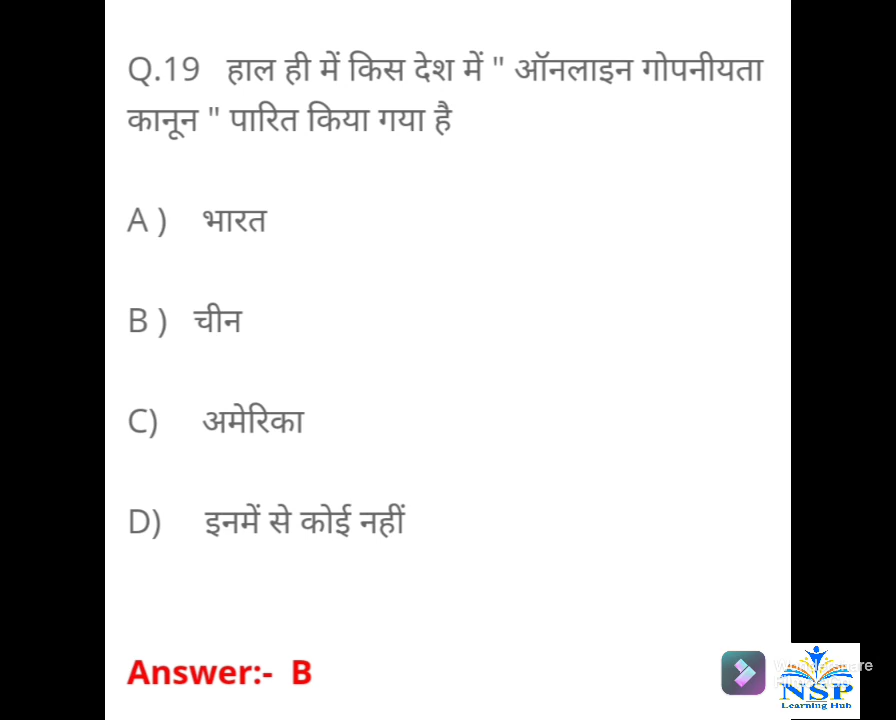 Q.19 हाल ही में किस देश में " ऑनलाइन गोपनीयता
कानून " पारित किया गया है
A ) भारत
B ) चीन
C) अमेरिका
D) इनमें से कोई नहीं
Answer:- B
NSP
Learning Hub